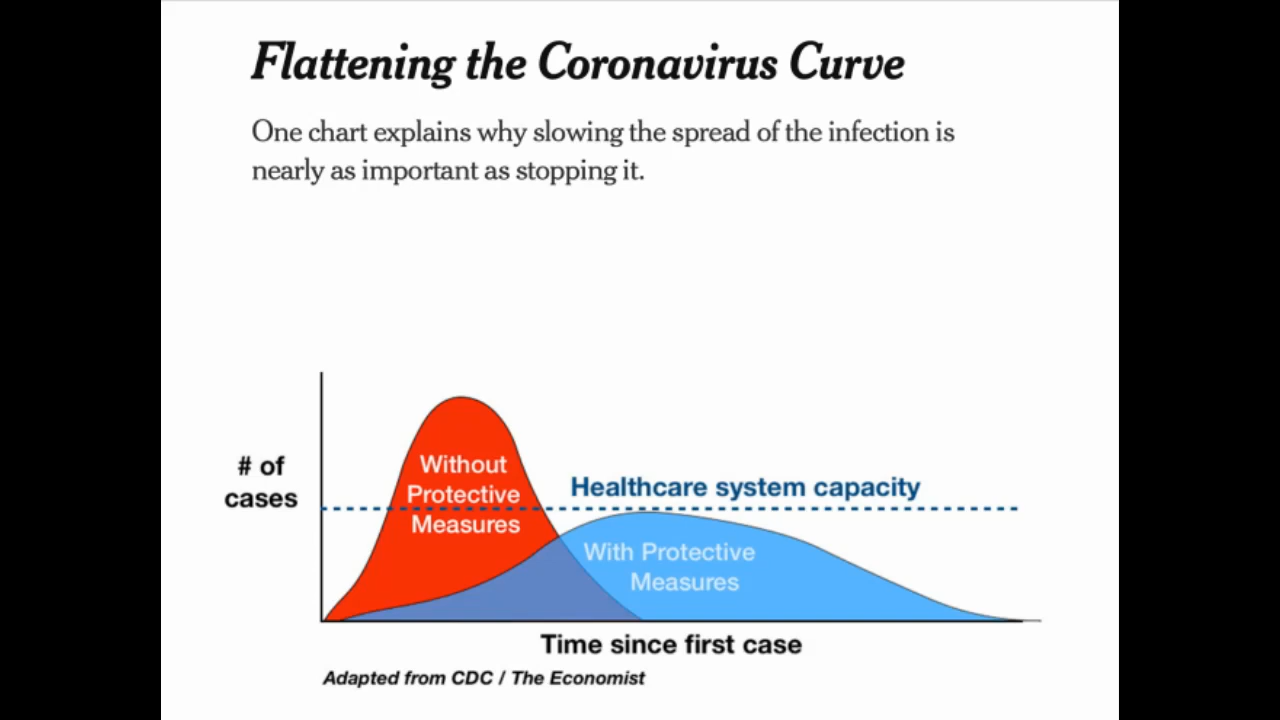 Flattening the Coronavirus Curve
One chart explains why slowing the spread of the infection is
nearly as important as stopping it.
# of
cases
Without
Protective
Measures
Healthcare system capacity
With Protective
Measures
Time since first case
Adapted from CDC / The Economist